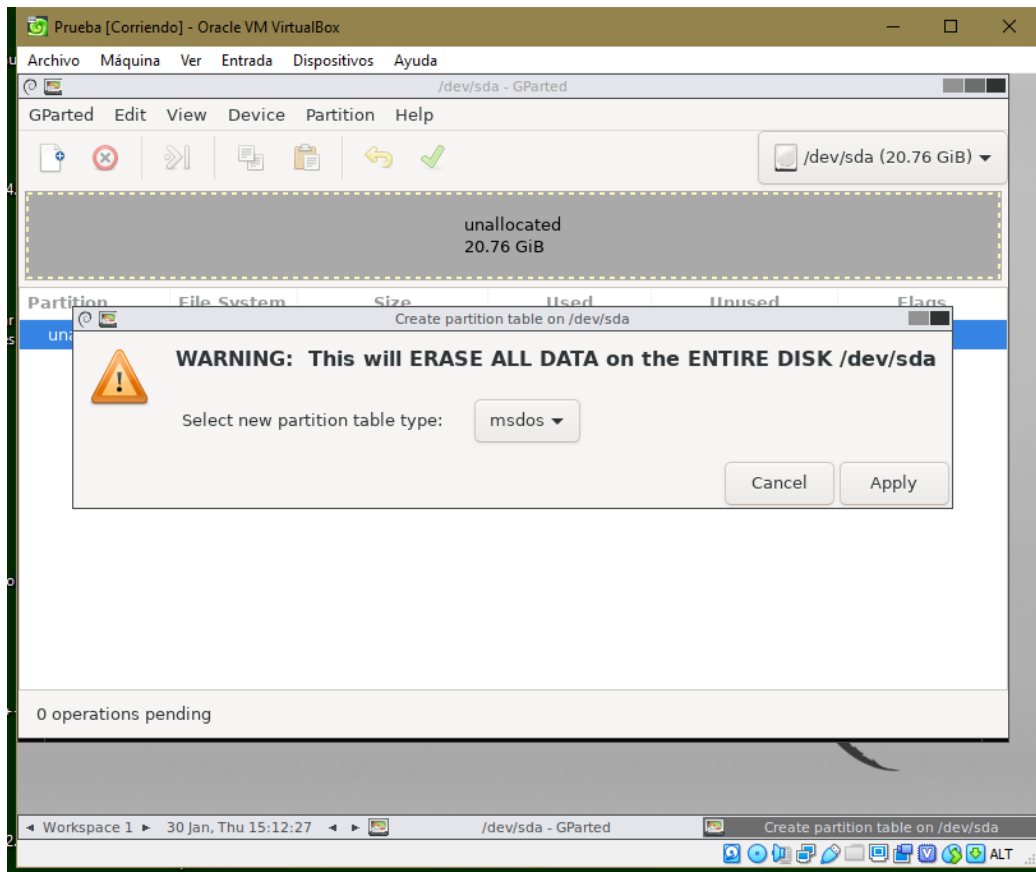 Prueba [Corriendo] - Oracle VM VirtualBox
Archivo Máquina Ver Entrada Dispositivos Ayuda
/dev/sda - GParted
GParted Edit View Device Partition Help
/dev/sda (20.76 GiB)
unallocated
20.76 GiB
Partition File System Size Used Unused Flags
Create partition table on /dev/sda
WARNING: This will ERASE ALL DATA on the ENTIRE DISK /dev/sda
Select new partition table type: msdos
Cancel Apply
0 operations pending
Workspace 1 30 Jan, Thu 15:12:27 /dev/sda - GParted Create partition table on /dev/sda
ALT